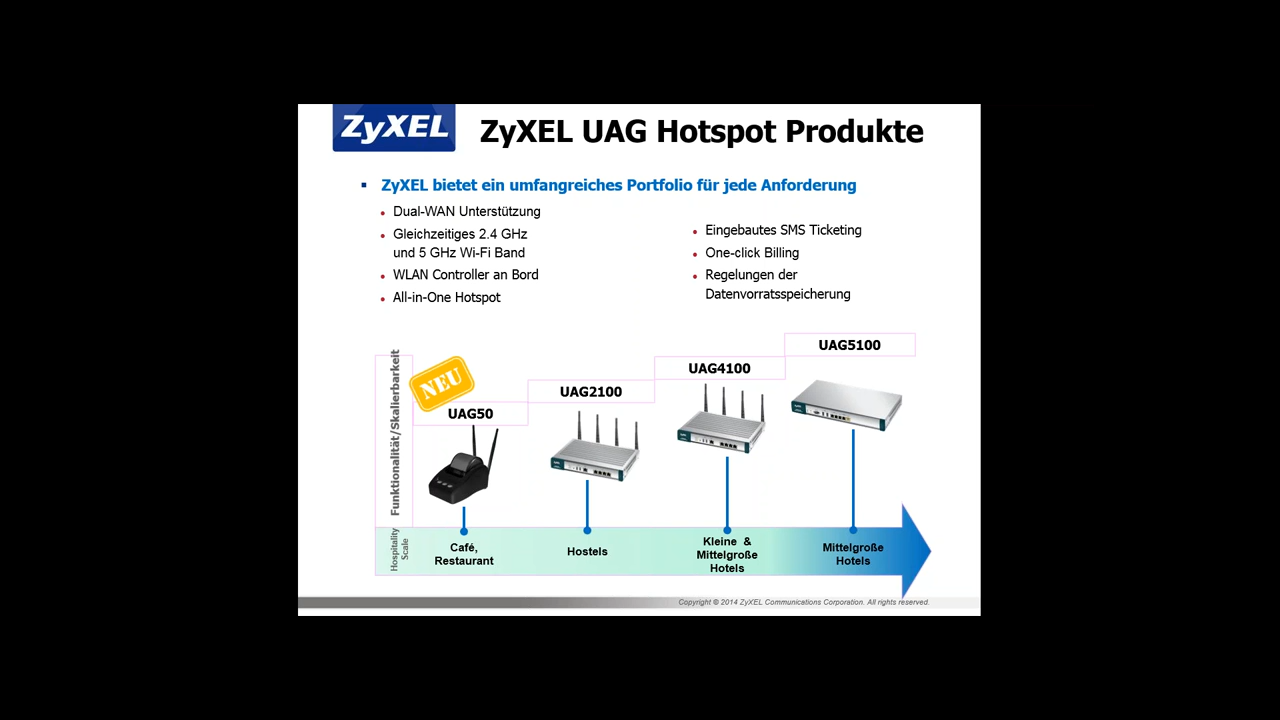 ZyXEL
ZyXEL UAG Hotspot Produkte
ZyXEL bietet ein umfangreiches Portfolio für jede Anforderung
Dual-WAN Unterstützung
Gleichzeitiges 2.4 GHz
und 5 GHz Wi-Fi Band
WLAN Controller an Bord
All-in-One Hotspot
Eingebautes SMS Ticketing
One-click Billing
Regelungen der
Datenvorratsspeicherung
Funktionalität/Skalierbarkeit
NEU
UAG50
UAG2100
UAG4100
UAG5100
Hospitality
Scale
Café,
Restaurant
Hostels
Kleine &
Mittelgroße
Hotels
Mittelgroße
Hotels
Copyright © 2014 ZyXEL Communications Corporation. All rights reserved.